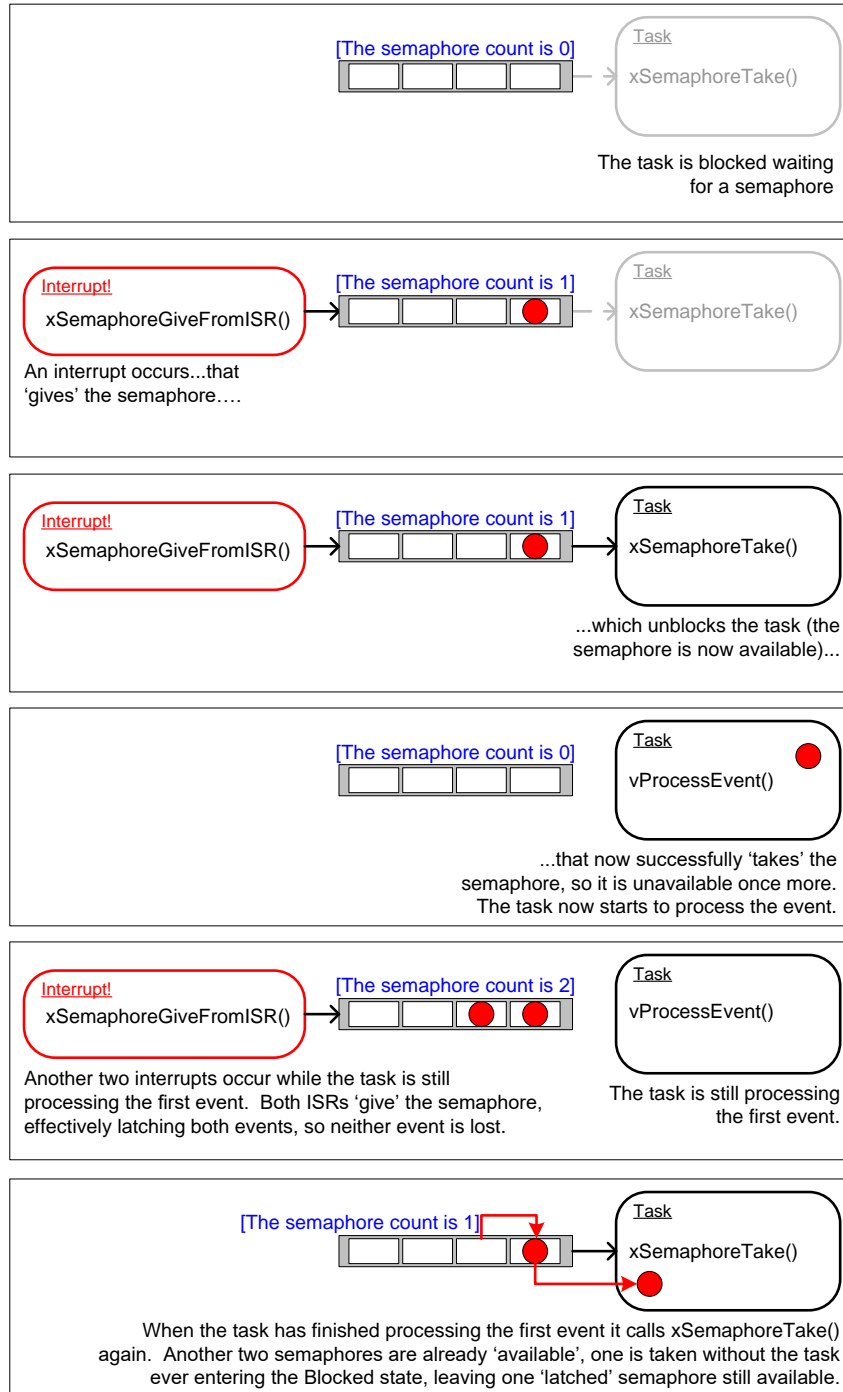 [The semaphore count is 0]
Task
xSemaphoreTake()
The task is blocked waiting
for a semaphore
Interrupt!
xSemaphoreGiveFromISR()
An interrupt occurs...that
‘gives’ the semaphore….
[The semaphore count is 1]
Task
xSemaphoreTake()
Interrupt!
xSemaphoreGiveFromISR()
[The semaphore count is 1]
Task
xSemaphoreTake()
...which unblocks the task (the
semaphore is now available)...
[The semaphore count is 0]
Task
vProcessEvent()
...that now successfully ‘takes’ the
semaphore, so it is unavailable once more.
The task now starts to process the event.
Interrupt!
xSemaphoreGiveFromISR()
[The semaphore count is 2]
Task
vProcessEvent()
Another two interrupts occur while the task is still
processing the first event.  Both ISRs ‘give’ the semaphore,
effectively latching both events, so neither event is lost.
The task is still processing
the first event.
[The semaphore count is 1]
Task
xSemaphoreTake()
When the task has finished processing the first event it calls xSemaphoreTake()
again.  Another two semaphores are already ‘available’, one is taken without the task
ever entering the Blocked state, leaving one ‘latched’ semaphore still available.